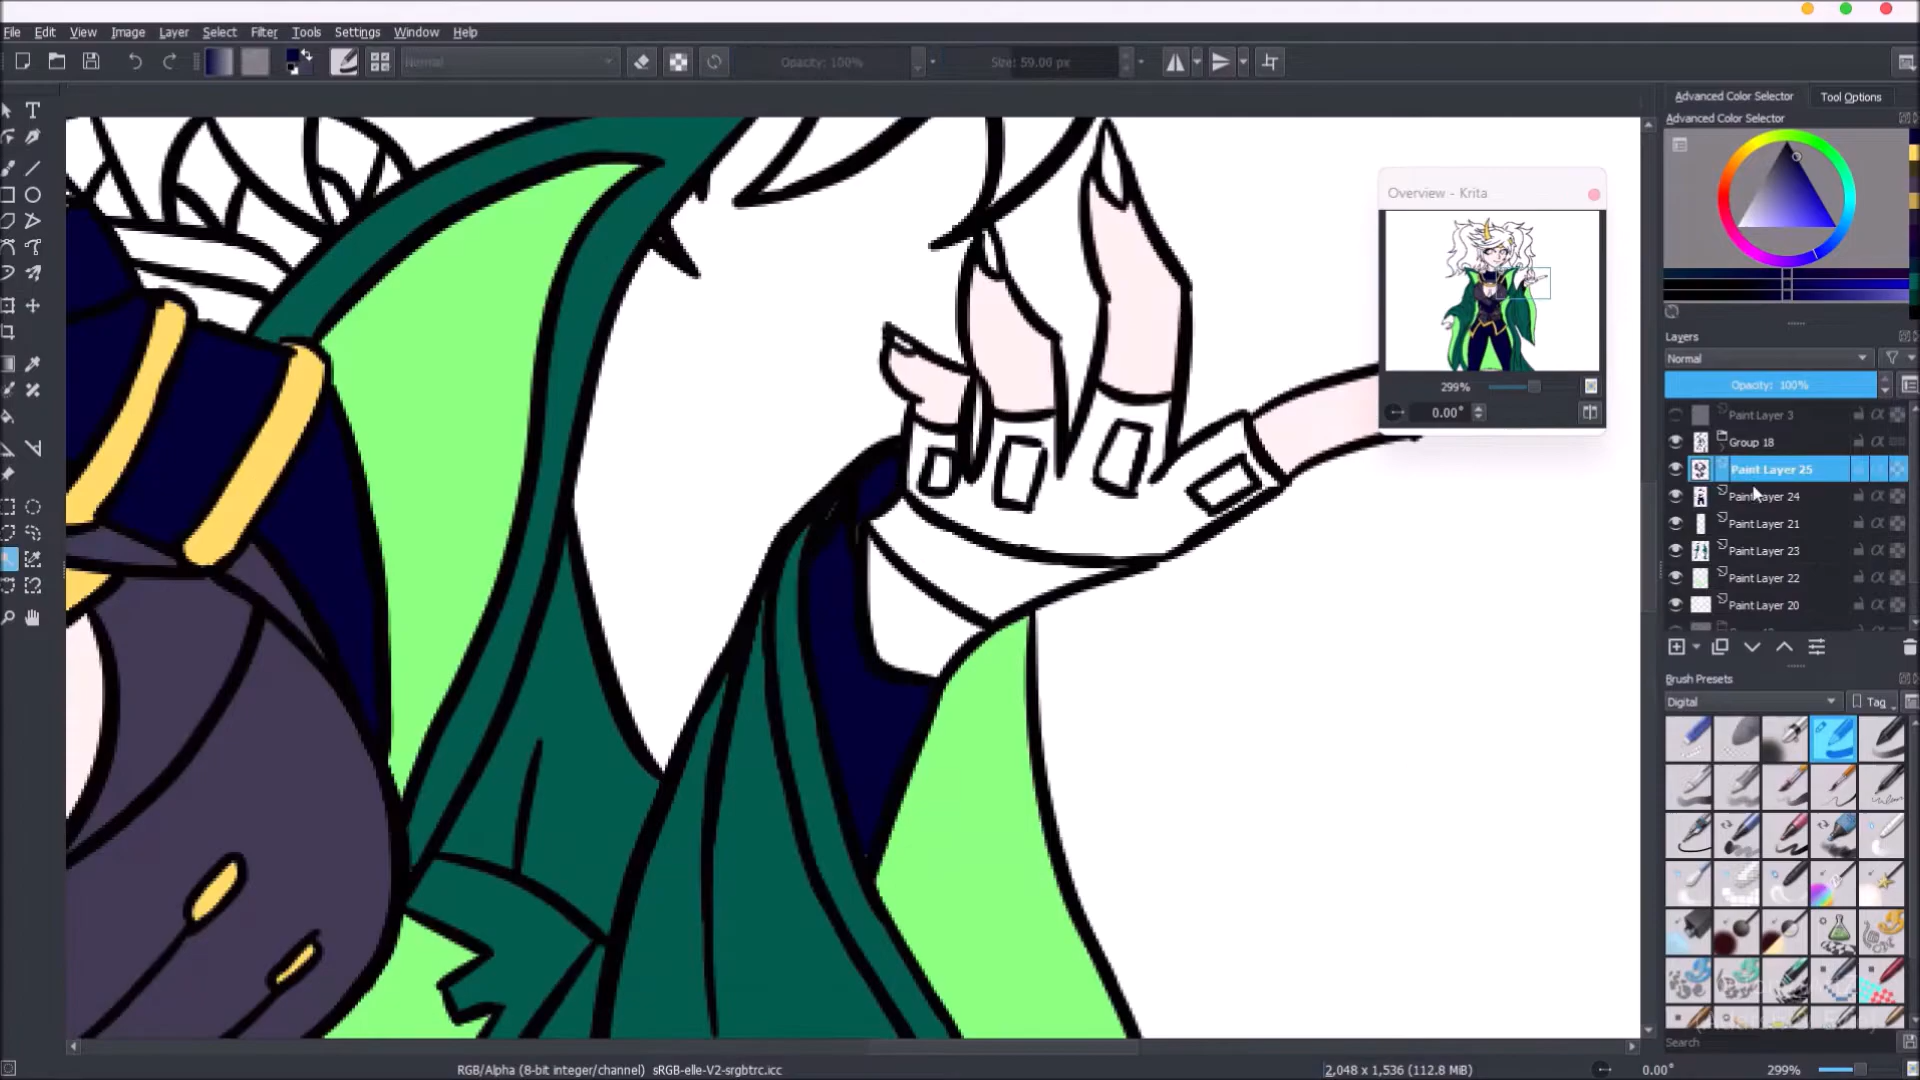 File Edit View Image Layer Select Filter Tools Settings Window Help
Normal
Opacity: 100%
Size: 59.00 px
Advanced Color Selector
Tool Options
Advanced Color Selector
Overview - Krita
299%
0.00°
Layers
Normal
Opacity: 100%
Paint Layer 3
Group 18
Paint Layer 25
Paint Layer 24
Paint Layer 21
Paint Layer 23
Paint Layer 22
Paint Layer 20
Brush Presets
Digital
Tag
Search
RGB/Alpha (8-bit integer/channel) sRGB-elle-V2-srgbtrc.icc
2,048 x 1,536 (112.8 MiB)
0.00°
299%